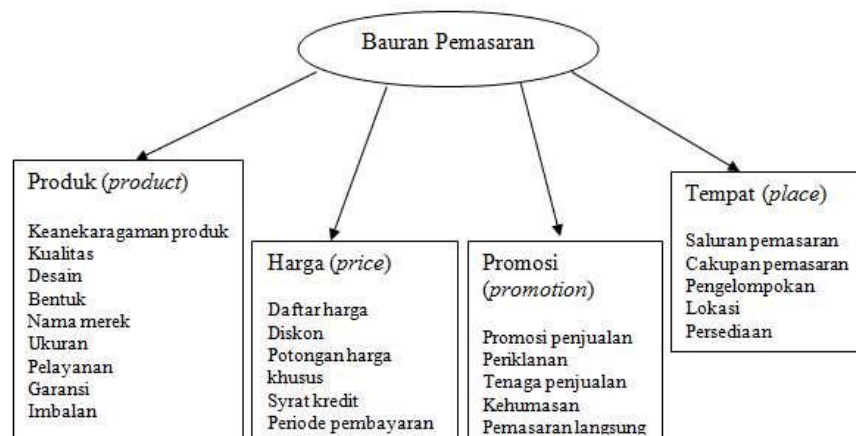 Bauran Pemasaran
Produk (product)
Keanekaragaman produk
Kualitas
Desain
Bentuk
Nama merek
Ukuran
Pelayanan
Garansi
Imbalan
Harga (price)
Daftar harga
Diskon
Potongan harga
khusus
Syrat kredit
Periode pembayaran
Promosi
(promotion)
Promosi penjualan
Periklanan
Tenaga penjualan
Kehumasan
Pemasaran langsung
Tempat (place)
Saluran pemasaran
Cakupan pemasaran
Pengelompokan
Lokasi
Persediaan